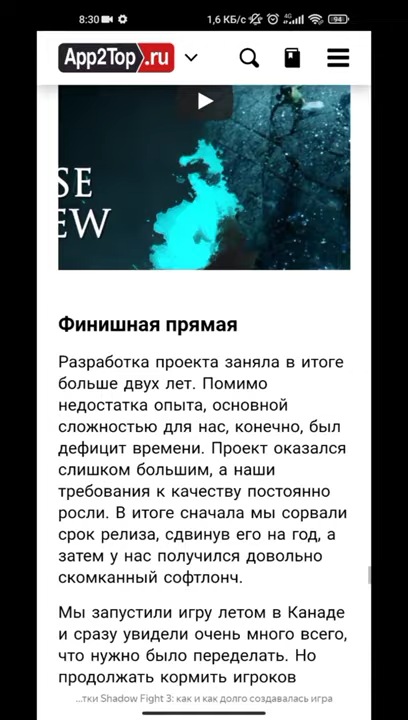 8:30
1,6 КБ/с
4G
94
App2Top.ru
SE
EW
Финишная прямая
Разработка проекта заняла в итоге
больше двух лет. Помимо
недостатка опыта, основной
сложностью для нас, конечно, был
дефицит времени. Проект оказался
слишком большим, а наши
требования к качеству постоянно
росли. В итоге сначала мы сорвали
срок релиза, сдвинув его на год, а
затем у нас получился довольно
скомканный софтлонч.
Мы запустили игру летом в Канаде
и сразу увидели очень много всего,
что нужно было переделать. Но
продолжать кормить игроков
...тки Shadow Fight 3: как и как долго создавалась игра